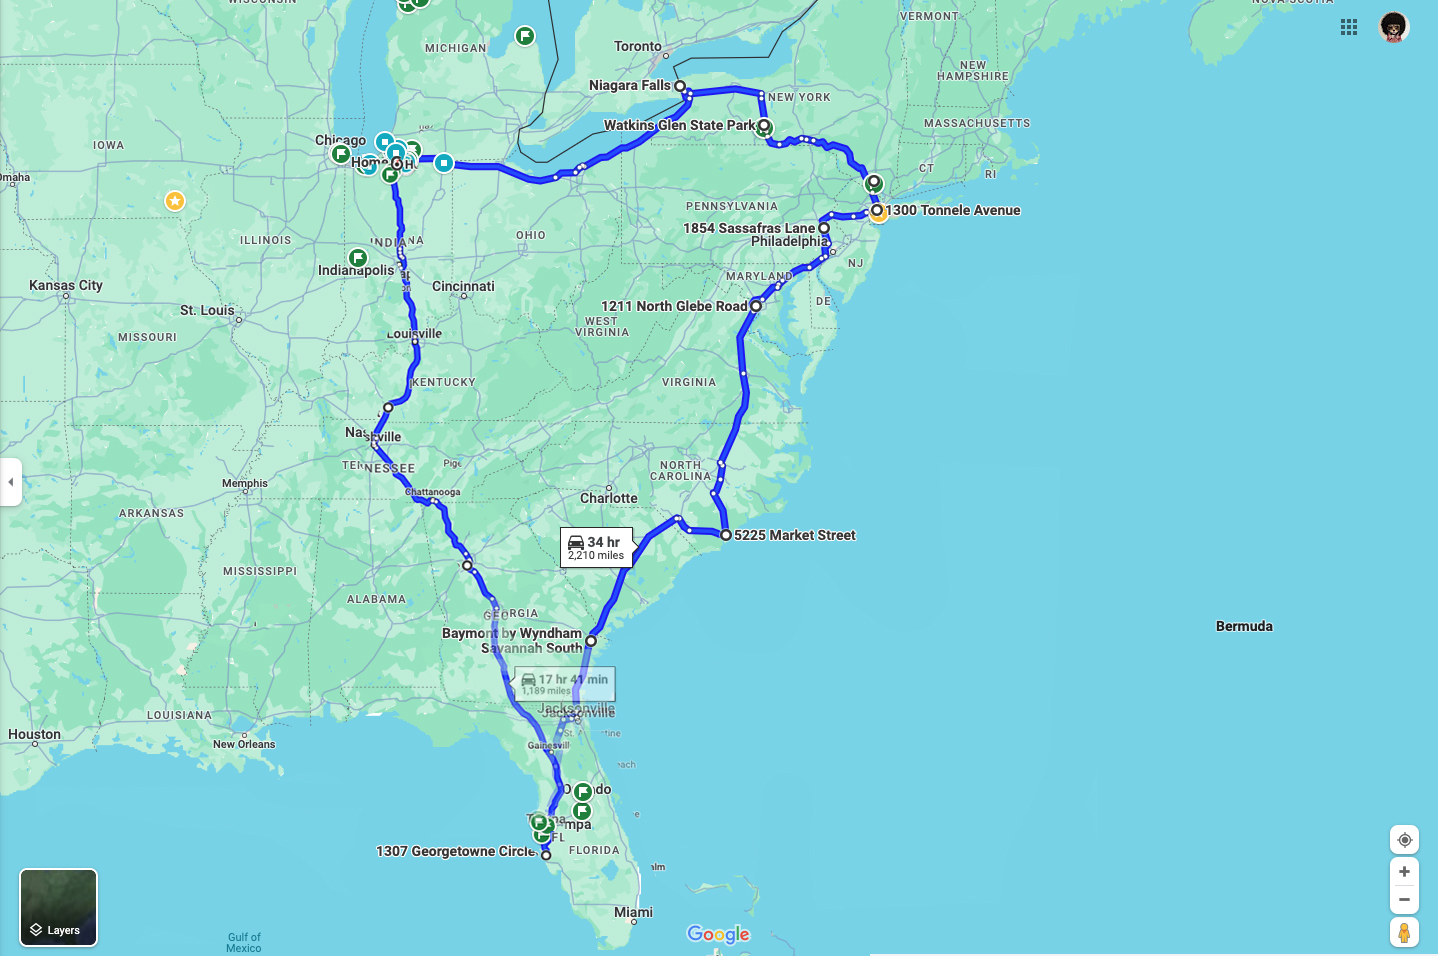 WISCONSIN
NOVA SCOTIA
VERMONT
MICHIGAN
Toronto
NEW
HAMPSHIRE
Niagara Falls
NEW YORK
Watkins Glen State Park
MASSACHUSETTS
Chicago
IOWA
Home
H
CT
RI
Omaha
PENNSYLVANIA
1300 Tonnele Avenue
1854 Sassafras Lane
OHIO
ILLINOIS
INDIANA
Philadelphia
NJ
Indianapolis
MARYLAND
Kansas City
Cincinnati
DE
1211 North Glebe Road
St. Louis
WEST
VIRGINIA
MISSOURI
Louisville
KENTUCKY
VIRGINIA
Nashville
TENNESSEE
NORTH
CAROLINA
Memphis
Chattanooga
Charlotte
ARKANSAS
5225 Market Street
34 hr
2,210 miles
MISSISSIPPI
ALABAMA
GEORGIA
Baymont by Wyndham
Savannah South
Bermuda
17 hr 41 min
1,189 miles
Jacksonville
LOUISIANA
Houston
New Orleans
Gainesvill
Orlando
Tampa
FL
1307 Georgetowne Circle
FLORIDA
Miami
Layers
Google
Gulf of
Mexico